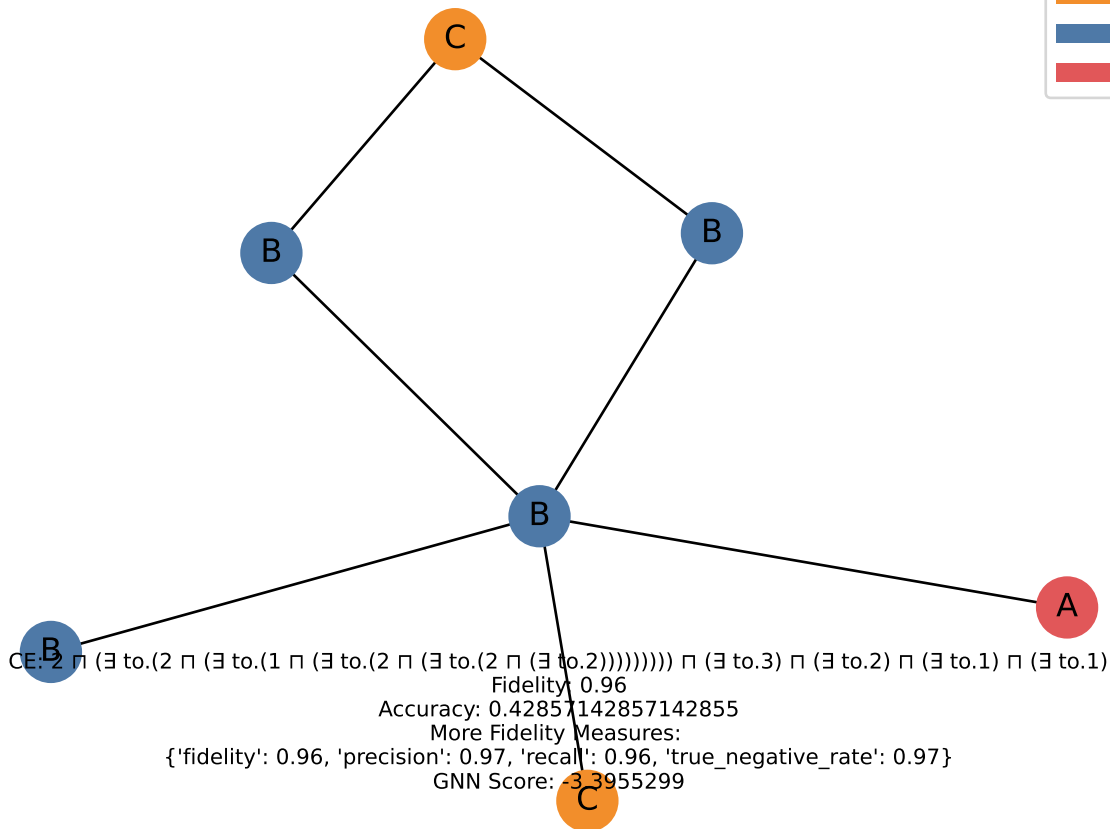 C
B
B
B
A
B
CE: 2 ⊓ (∃ to.(2 ⊓ (∃ to.(1 ⊓ (∃ to.(2 ⊓ (∃ to.(2 ⊓ (∃ to.2))))))))) ⊓ (∃ to.3) ⊓ (∃ to.2) ⊓ (∃ to.1) ⊓ (∃ to.1)
Fidelity: 0.96
Accuracy: 0.42857142857142855
More Fidelity Measures:
{'fidelity': 0.96, 'precision': 0.97, 'recall': 0.96, 'true_negative_rate': 0.97}
GNN Score: -3.3955299
C